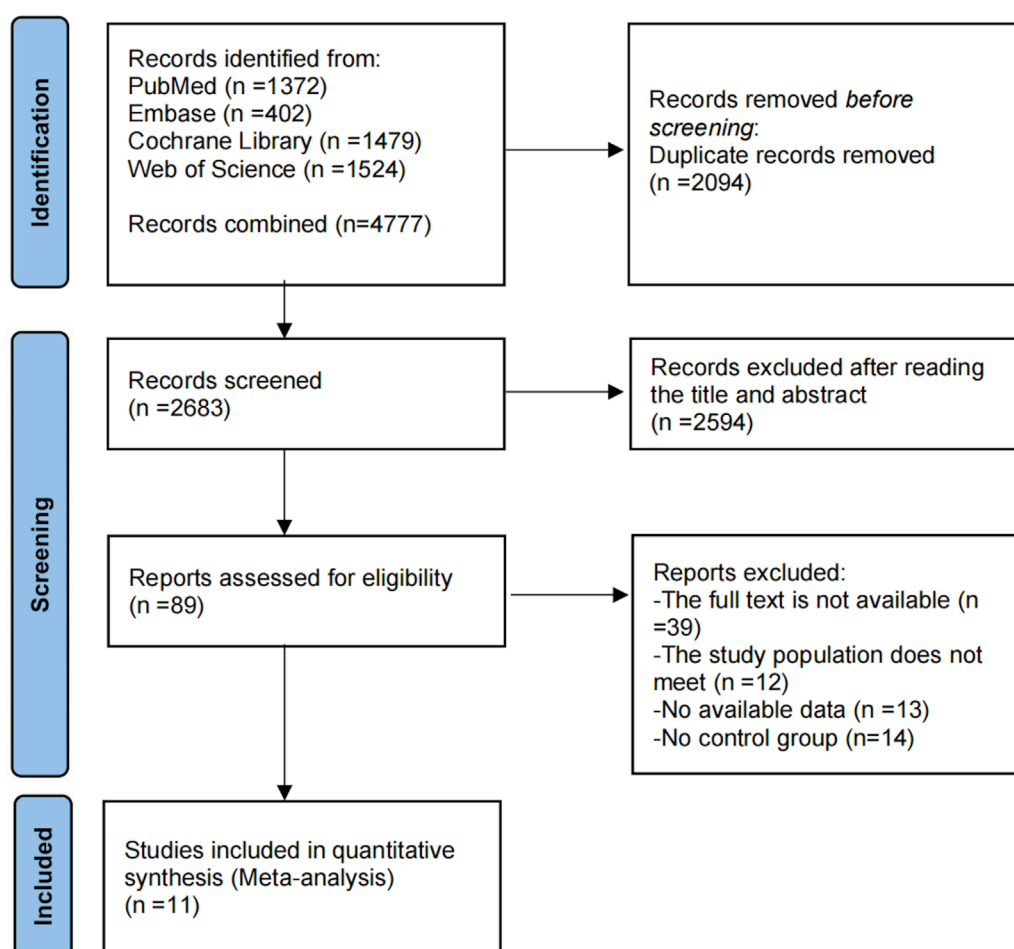 Identification
Records identified from:
PubMed (n =1372)
Embase (n =402)
Cochrane Library (n =1479)
Web of Science (n =1524)
Records combined (n=4777)
Records removed before
screening:
Duplicate records removed
(n =2094)
Screening
Records screened
(n =2683)
Records excluded after reading
the title and abstract
(n =2594)
Reports assessed for eligibility
(n =89)
Reports excluded:
-The full text is not available (n
=39)
-The study population does not
meet (n =12)
-No available data (n =13)
-No control group (n=14)
Included
Studies included in quantitative
synthesis (Meta-analysis)
(n =11)